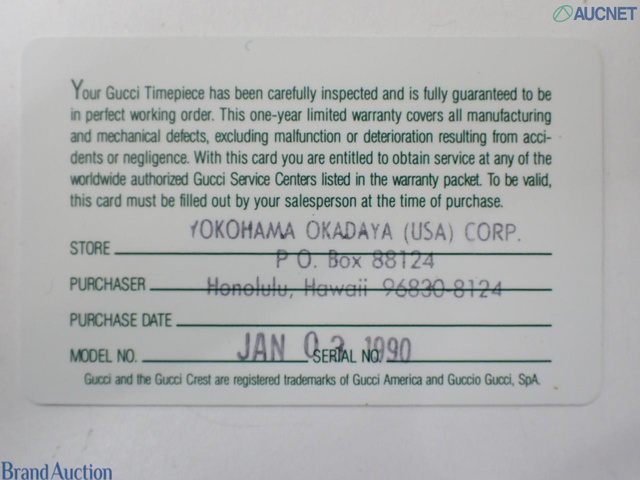 AUCNET
Your Gucci Timepiece has been carefully inspected and is fully guaranteed to be
in perfect working order. This one-year limited warranty covers all manufacturing
and mechanical defects, excluding malfunction or deterioration resulting from acci-
dents or negligence. With this card you are entitled to obtain service at any of the
worldwide authorized Gucci Service Centers listed in the warranty packet. To be valid,
this card must be filled out by your salesperson at the time of purchase.
YOKOHAMA OKADAYA (USA) CORP.
STORE
P O. Box 88124
PURCHASER
Honolulu, Hawaii 96830-8124
PURCHASE DATE
MODEL NO. JAN 03 1990 SERIAL NO.
Gucci and the Gucci Crest are registered trademarks of Gucci America and Guccio Gucci, SpA.
Brand Auction